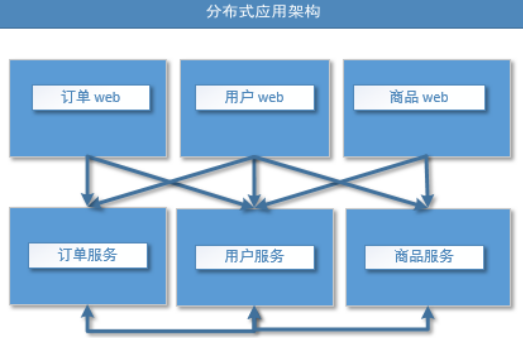 分布式应用架构
订单 web
用户 web
商品 web
订单服务
用户服务
商品服务